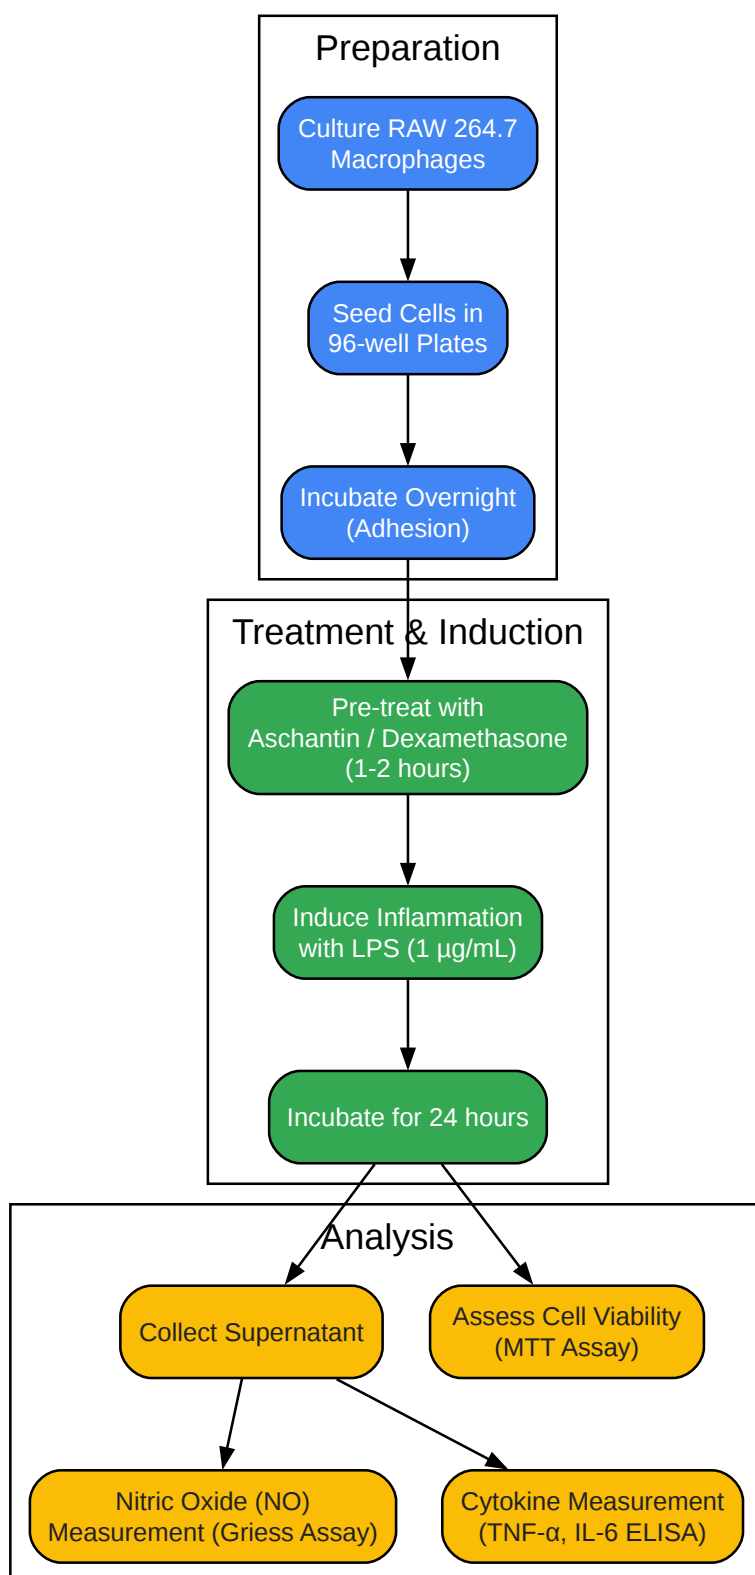 Preparation
Culture RAW 264.7
Macrophages
Seed Cells in
96-well Plates
Incubate Overnight
(Adhesion)
Treatment & Induction
Pre-treat with
Aschantin / Dexamethasone
(1-2 hours)
Induce Inflammation
with LPS (1 µg/mL)
Incubate for 24 hours
Analysis
Collect Supernatant
Assess Cell Viability
(MTT Assay)
Nitric Oxide (NO)
Measurement (Griess Assay)
Cytokine Measurement
(TNF-α, IL-6 ELISA)